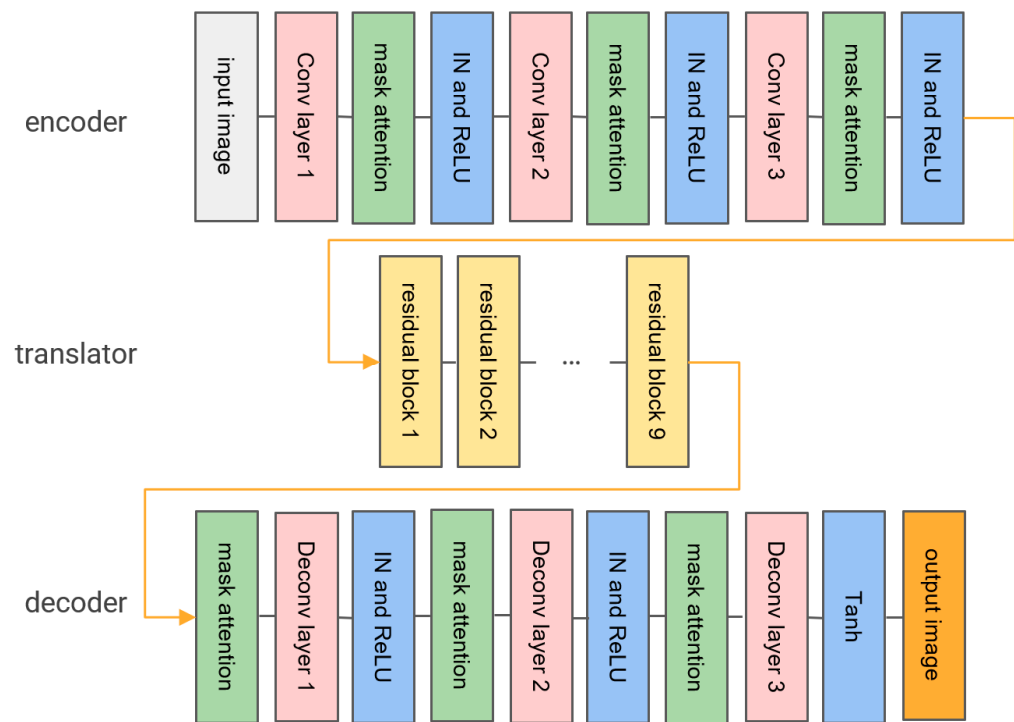 encoder
input image
Conv layer 1
mask attention
IN and ReLU
Conv layer 2
mask attention
IN and ReLU
Conv layer 3
mask attention
IN and ReLU
translator
residual block 1
residual block 2
...
residual block 9
decoder
mask attention
Deconv layer 1
IN and ReLU
mask attention
Deconv layer 2
IN and ReLU
mask attention
Deconv layer 3
Tanh
output image